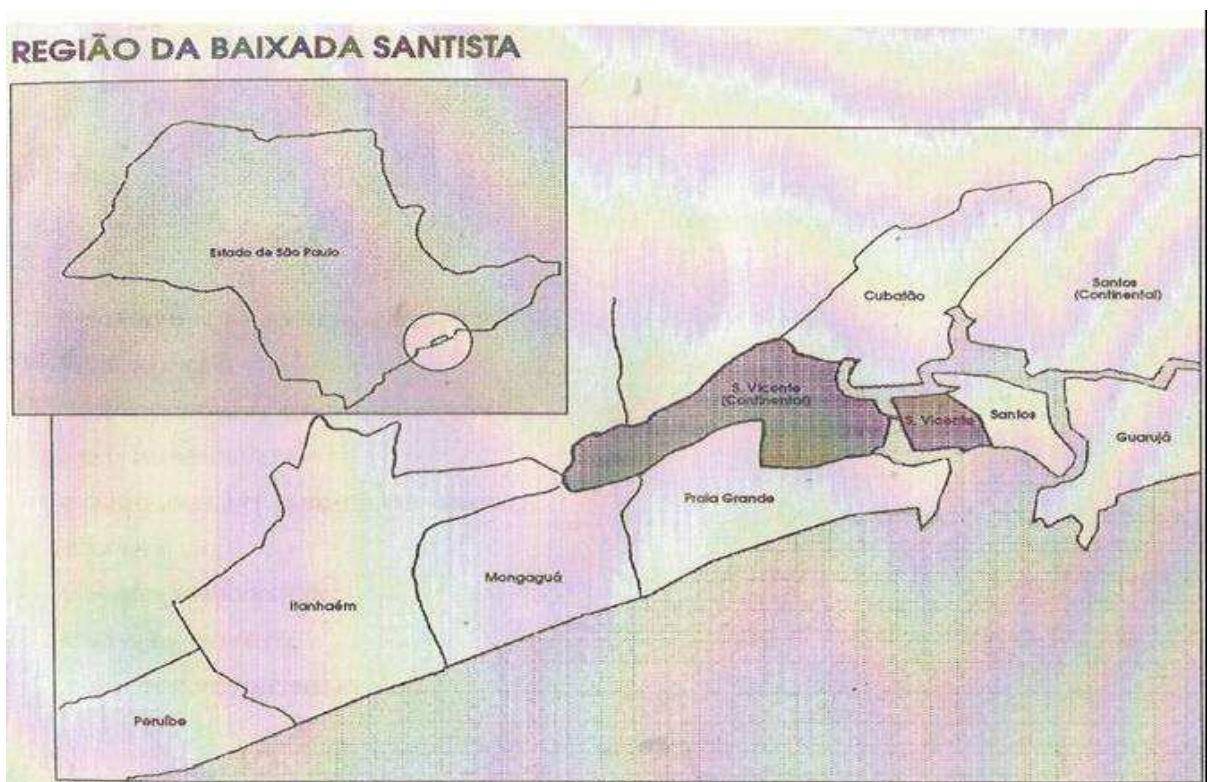 REGIÃO DA BAIXADA SANTISTA
Estado de São Paulo
Cubatão
Santos
(Continental)
S. Vicente
(Continental)
S. Vicente
Santos
Guarujá
Praia Grande
Mongaguá
Itanhaém
Peruíbe